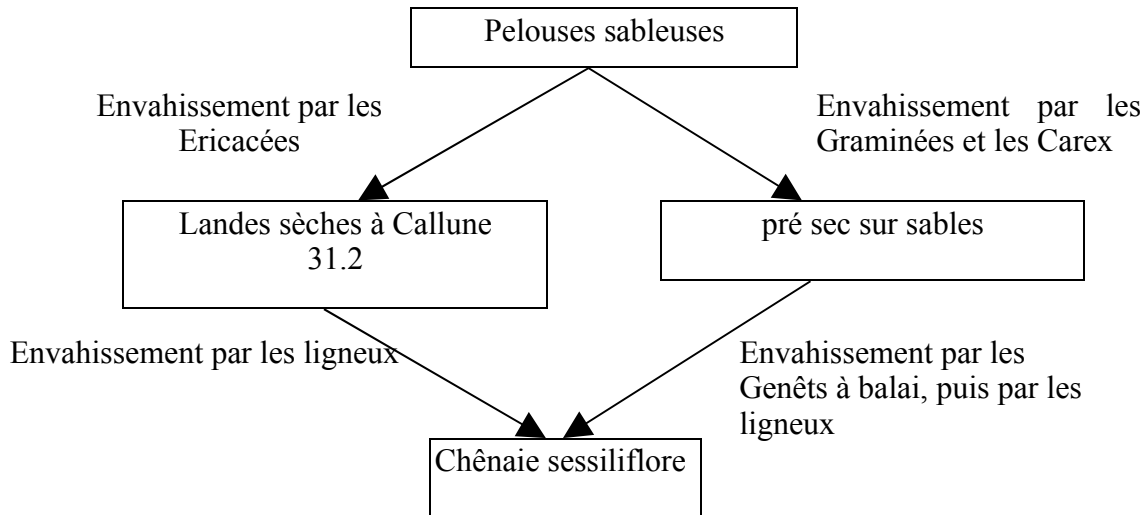 Pelouses sableuses
Envahissement par les
Ericacées
Envahissement par les
Graminées et les Carex
Landes sèches à Callune
31.2
pré sec sur sables
Envahissement par les ligneux
Envahissement par les
Genêts à balai, puis par les
ligneux
Chênaie sessiliflore